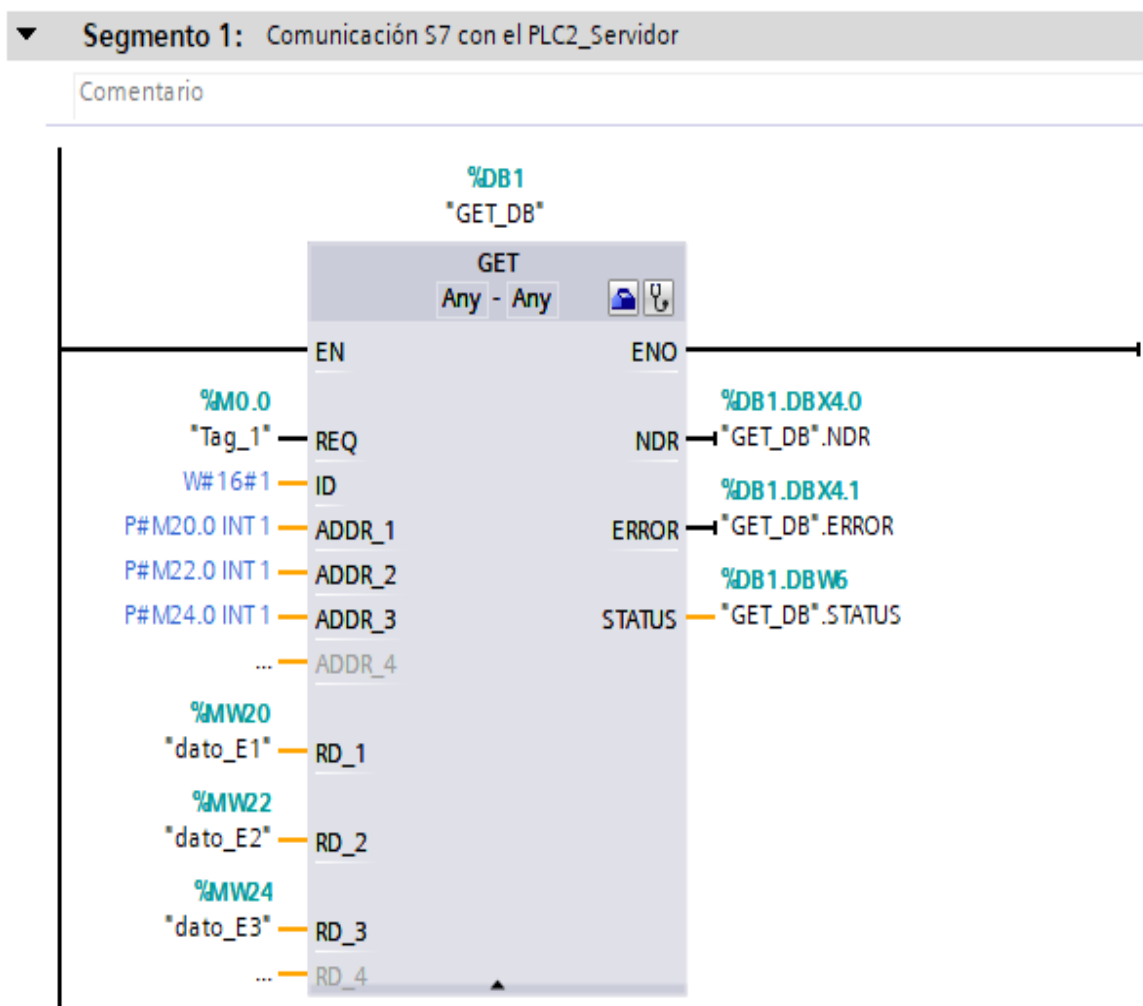 Segmento 1: Comunicación S7 con el PLC2_Servidor
Comentario
%DB1
"GET_DB"
GET
Any - Any
EN ENO
%M0.0 %DB1.DBX4.0
"Tag_1" REQ NDR "GET_DB".NDR
W#16#1 ID %DB1.DBX4.1
P#M20.0 INT 1 ADDR_1 ERROR "GET_DB".ERROR
P#M22.0 INT 1 ADDR_2 %DB1.DBW6
P#M24.0 INT 1 ADDR_3 STATUS "GET_DB".STATUS
... ADDR_4
%MW20
"dato_E1" RD_1
%MW22
"dato_E2" RD_2
%MW24
"dato_E3" RD_3
... RD_4